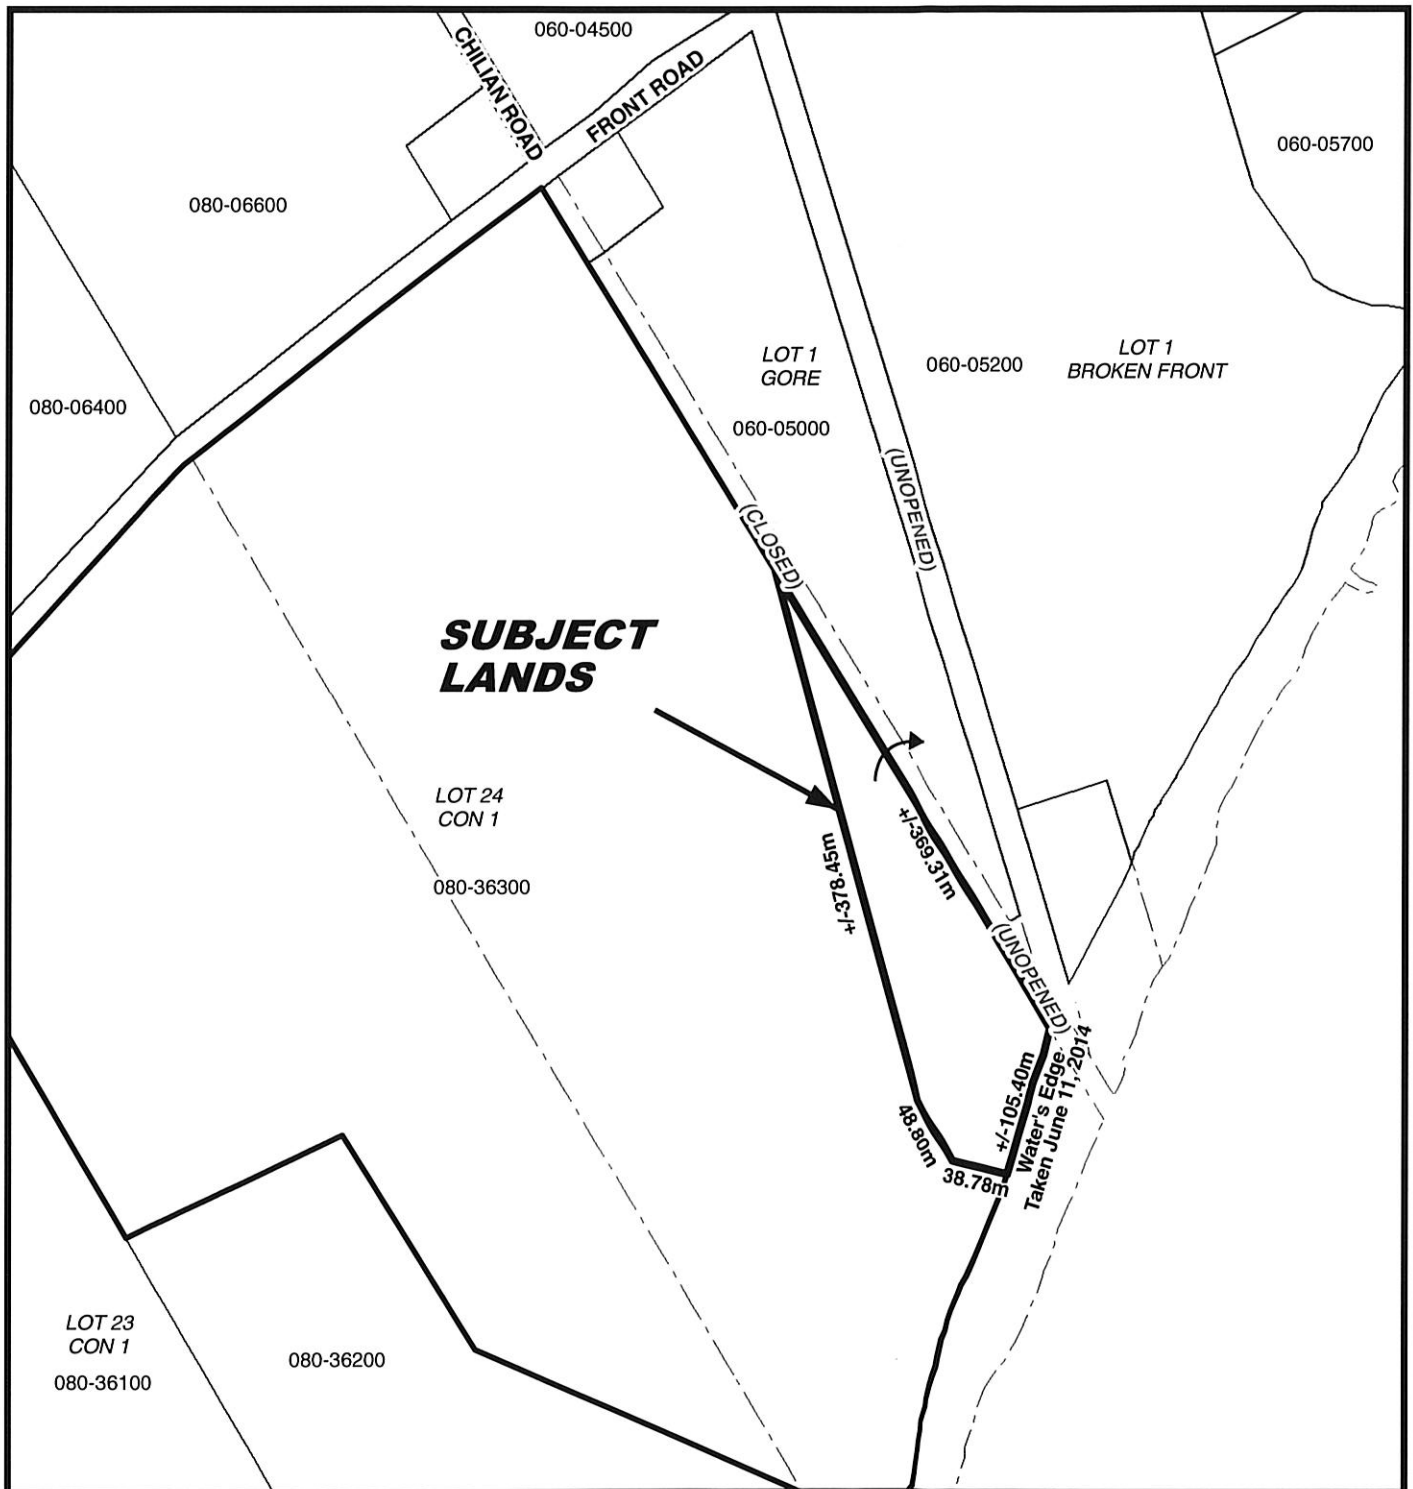 060-04500
CHILIAN ROAD
FRONT ROAD
060-05700
080-06600
LOT 1
GORE
060-05200
LOT 1
BROKEN FRONT
080-06400
060-05000
(UNOPENED)
(CLOSED)
SUBJECT
LANDS
LOT 24
CON 1
+/-369.31m
+/-378.45m
080-36300
(UNOPENED)
+/-105.40m
Water's Edge
Taken June 11, 2014
48.80m
38.78m
LOT 23
CON 1
080-36200
080-36100